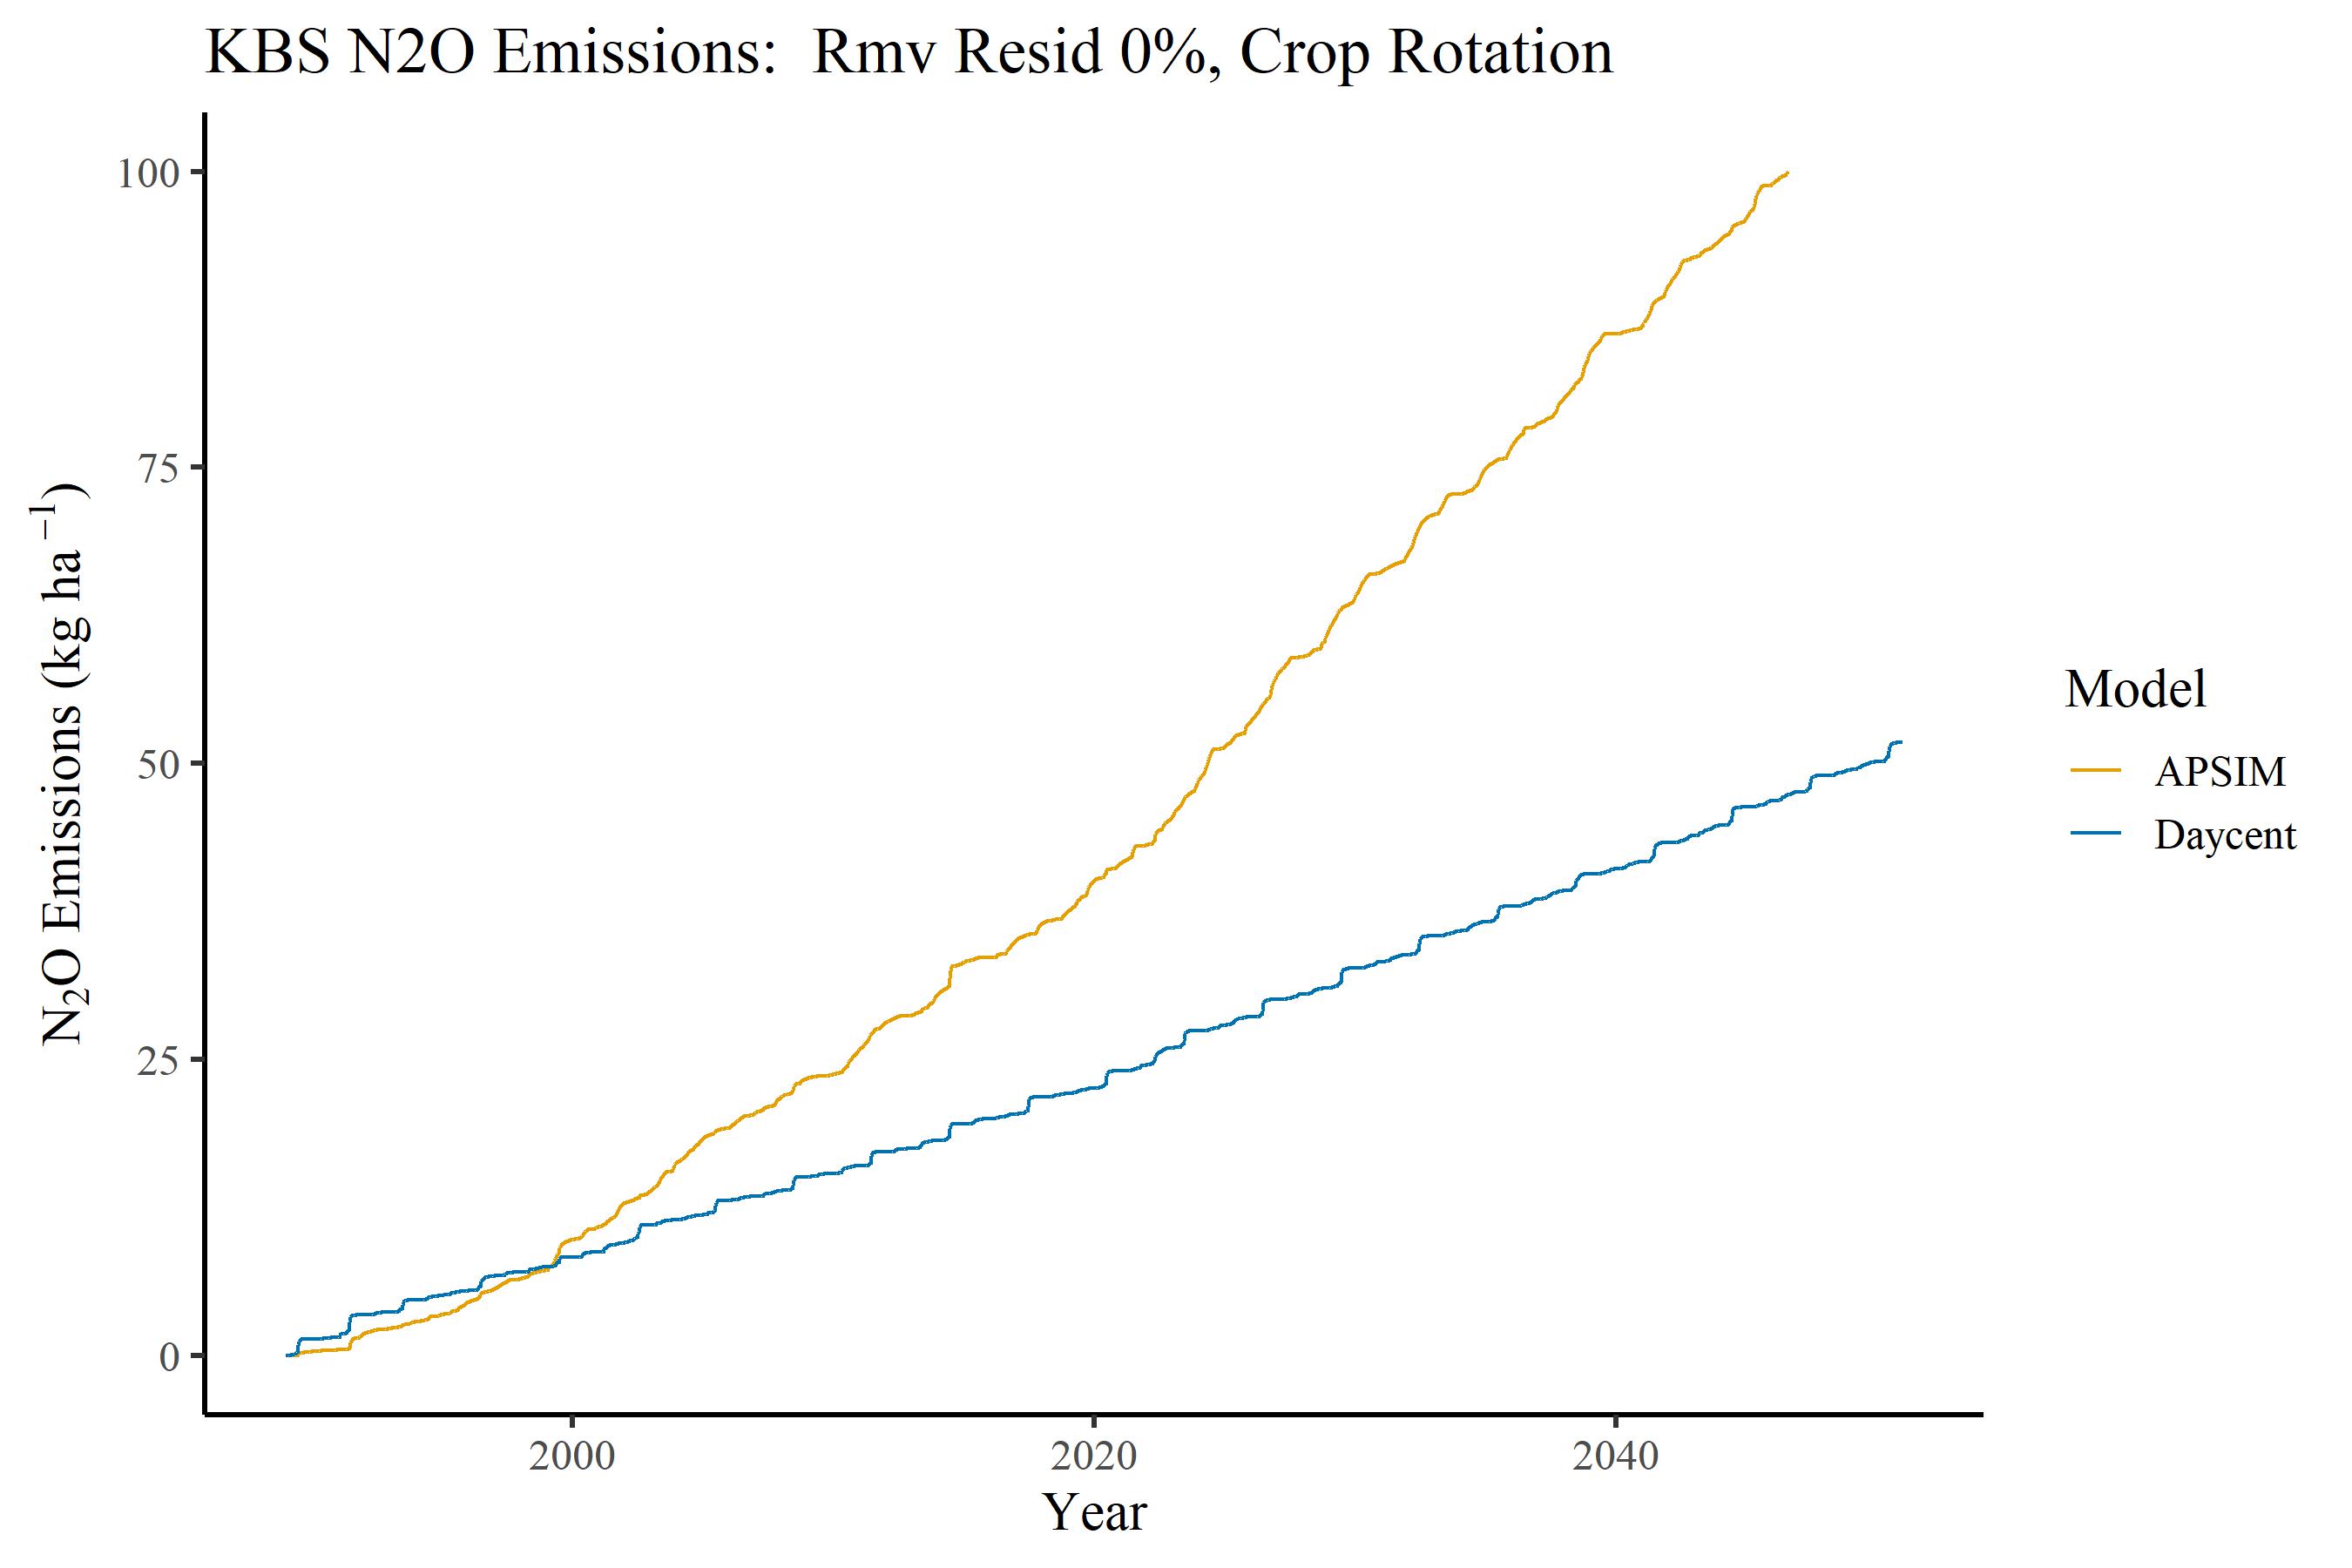 KBS N2O Emissions:  Rmv Resid 0%, Crop Rotation
N₂O Emissions (kg ha⁻¹)
100
75
50
25
0
2000 2020 2040
Year
Model
APSIM
Daycent